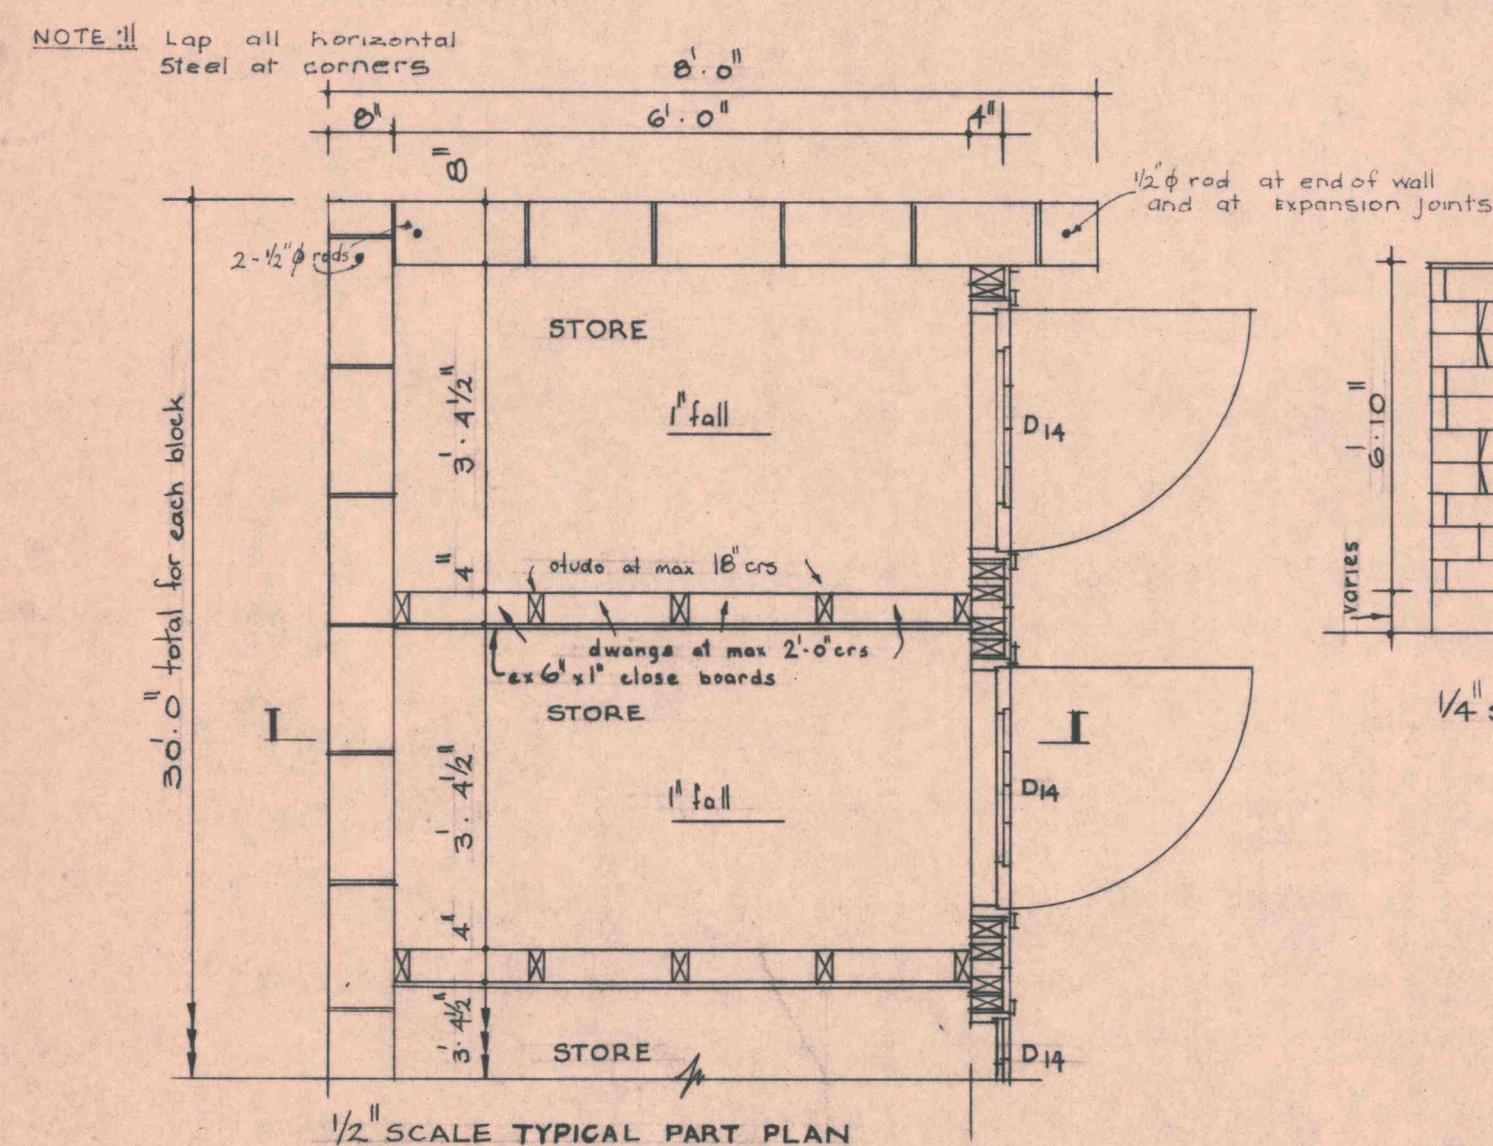 NOTE :!! Lap all horizontal
Steel at corners
8'.0"
8" 6'.0" 4"
8"
1/2" φ rod at end of wall
and at Expansion joints
2-1/2" φ rods
STORE
3'.4 1/2"
1" fall
D14
6'.10"
varies
30'.0" total for each block
4"
studs at max 18" crs
dwangs at max 2'-0" crs
ex 6" x 1" close boards
STORE
I
I
3'.4 1/2"
1" fall
D14
1/4"
4"
3'.4 1/2"
STORE
D14
1/2" SCALE TYPICAL PART PLAN